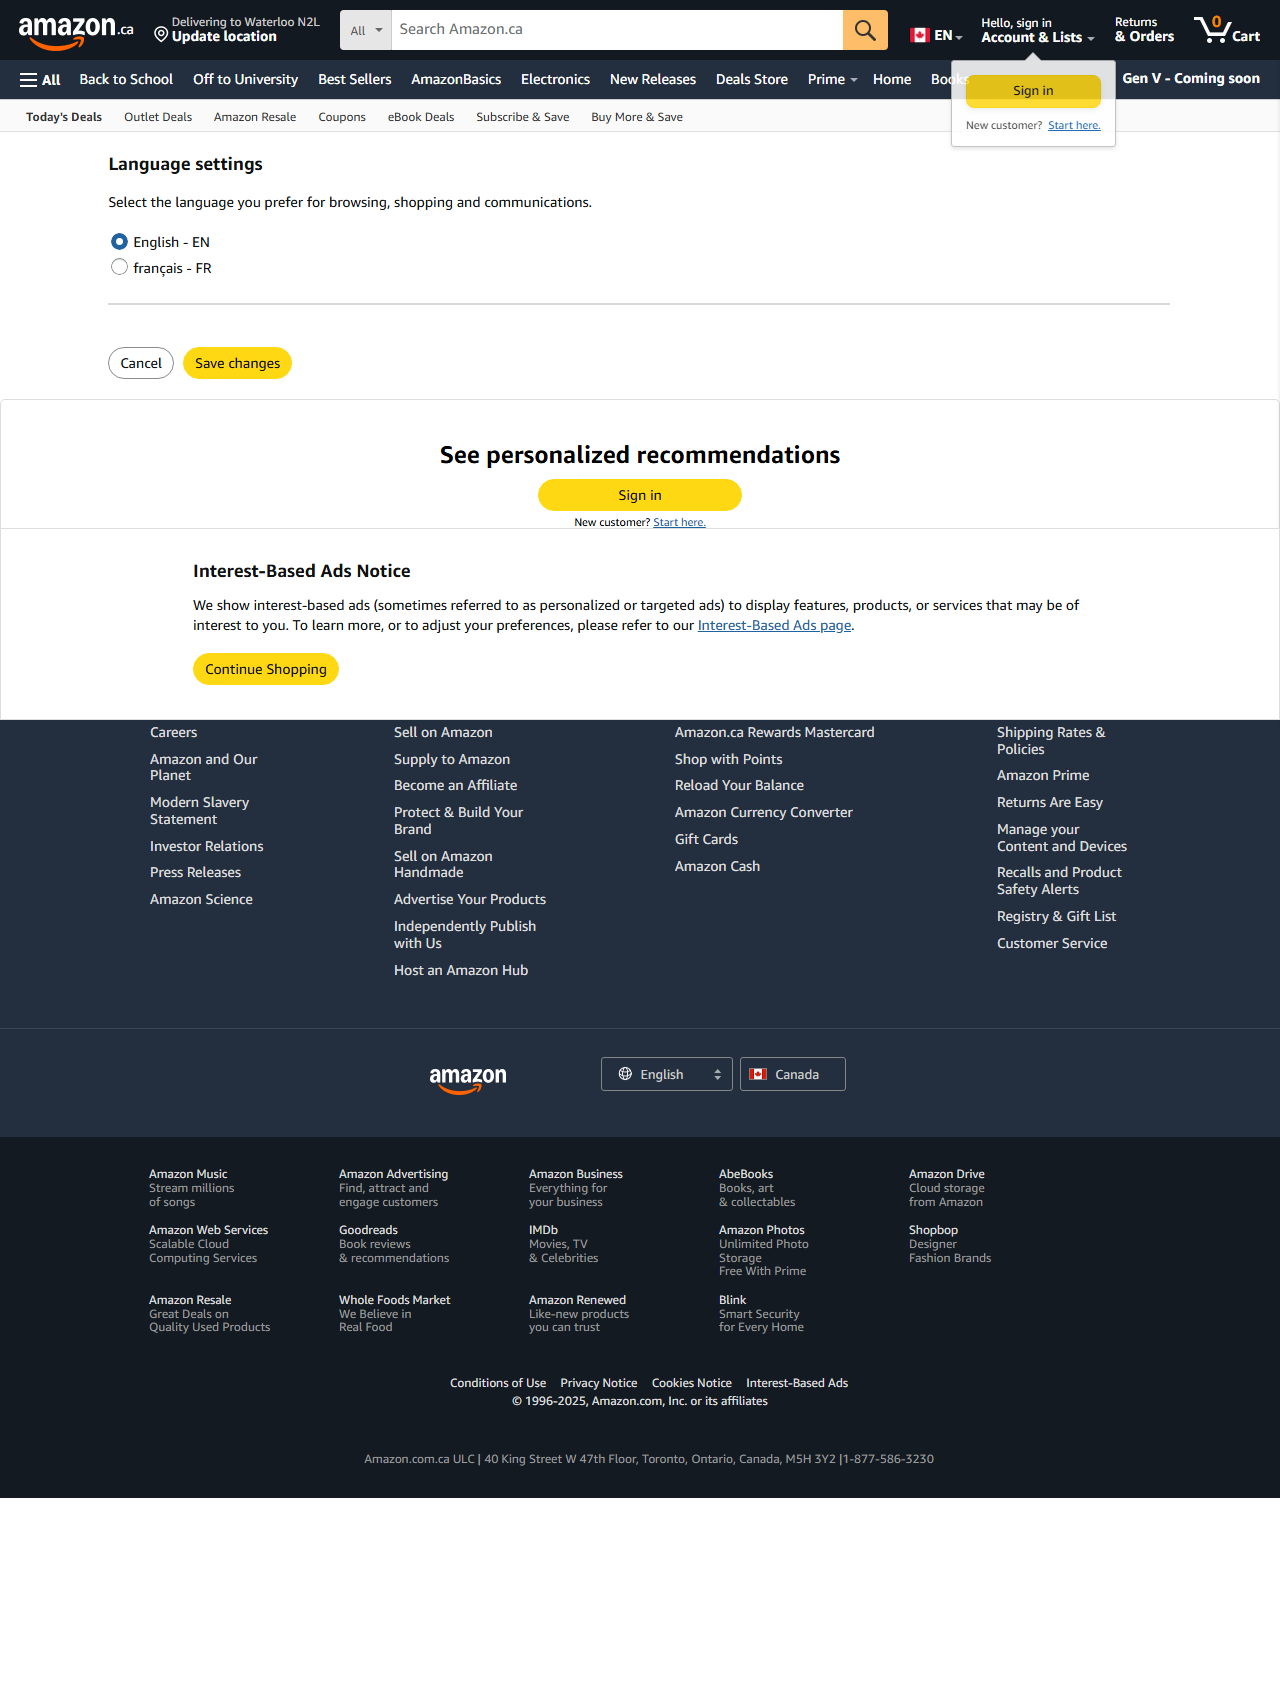 amazon.ca
Delivering to Waterloo N2L
Update location
All
Search Amazon.ca
EN
Hello, sign in
Account & Lists
Returns
& Orders
0
Cart
All
Back to School
Off to University
Best Sellers
AmazonBasics
Electronics
New Releases
Deals Store
Prime
Home
Books
Gen V - Coming soon
Sign in
New customer? Start here.
Today's Deals
Outlet Deals
Amazon Resale
Coupons
eBook Deals
Subscribe & Save
Buy More & Save
Language settings
Select the language you prefer for browsing, shopping and communications.
English - EN
français - FR
Cancel
Save changes
See personalized recommendations
Sign in
New customer? Start here.
Interest-Based Ads Notice
We show interest-based ads (sometimes referred to as personalized or targeted ads) to display features, products, or services that may be of
interest to you. To learn more, or to adjust your preferences, please refer to our Interest-Based Ads page.
Continue Shopping
Careers
Amazon and Our
Planet
Modern Slavery
Statement
Investor Relations
Press Releases
Amazon Science
Sell on Amazon
Supply to Amazon
Become an Affiliate
Protect & Build Your
Brand
Sell on Amazon
Handmade
Advertise Your Products
Independently Publish
with Us
Host an Amazon Hub
Amazon.ca Rewards Mastercard
Shop with Points
Reload Your Balance
Amazon Currency Converter
Gift Cards
Amazon Cash
Shipping Rates &
Policies
Amazon Prime
Returns Are Easy
Manage your
Content and Devices
Recalls and Product
Safety Alerts
Registry & Gift List
Customer Service
amazon
English
Canada
Amazon Music
Stream millions
of songs
Amazon Advertising
Find, attract and
engage customers
Amazon Business
Everything for
your business
AbeBooks
Books, art
& collectables
Amazon Drive
Cloud storage
from Amazon
Amazon Web Services
Scalable Cloud
Computing Services
Goodreads
Book reviews
& recommendations
IMDb
Movies, TV
& Celebrities
Amazon Photos
Unlimited Photo
Storage
Free With Prime
Shopbop
Designer
Fashion Brands
Amazon Resale
Great Deals on
Quality Used Products
Whole Foods Market
We Believe in
Real Food
Amazon Renewed
Like-new products
you can trust
Blink
Smart Security
for Every Home
Conditions of Use
Privacy Notice
Cookies Notice
Interest-Based Ads
© 1996-2025, Amazon.com, Inc. or its affiliates
Amazon.com.ca ULC | 40 King Street W 47th Floor, Toronto, Ontario, Canada, M5H 3Y2 |1-877-586-3230